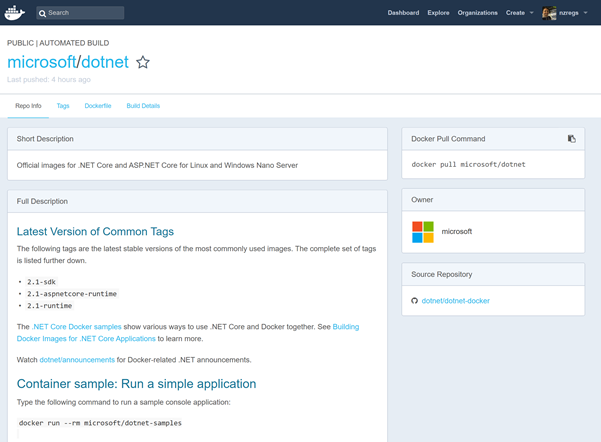 Search
Dashboard Explore Organizations Create nzregs
PUBLIC | AUTOMATED BUILD
microsoft/dotnet
Last pushed: 4 hours ago
Repo Info Tags Dockerfile Build Details
Short Description
Official images for .NET Core and ASP.NET Core for Linux and Windows Nano Server
Full Description
Latest Version of Common Tags
The following tags are the latest stable versions of the most commonly used images. The complete set of tags
is listed further down.
• 2.1-sdk
• 2.1-aspnetcore-runtime
• 2.1-runtime
The .NET Core Docker samples show various ways to use .NET Core and Docker together. See Building
Docker Images for .NET Core Applications to learn more.
Watch dotnet/announcements for Docker-related .NET announcements.
Container sample: Run a simple application
Type the following command to run a sample console application:
docker run --rm microsoft/dotnet-samples
Docker Pull Command
docker pull microsoft/dotnet
Owner
microsoft
Source Repository
dotnet/dotnet-docker